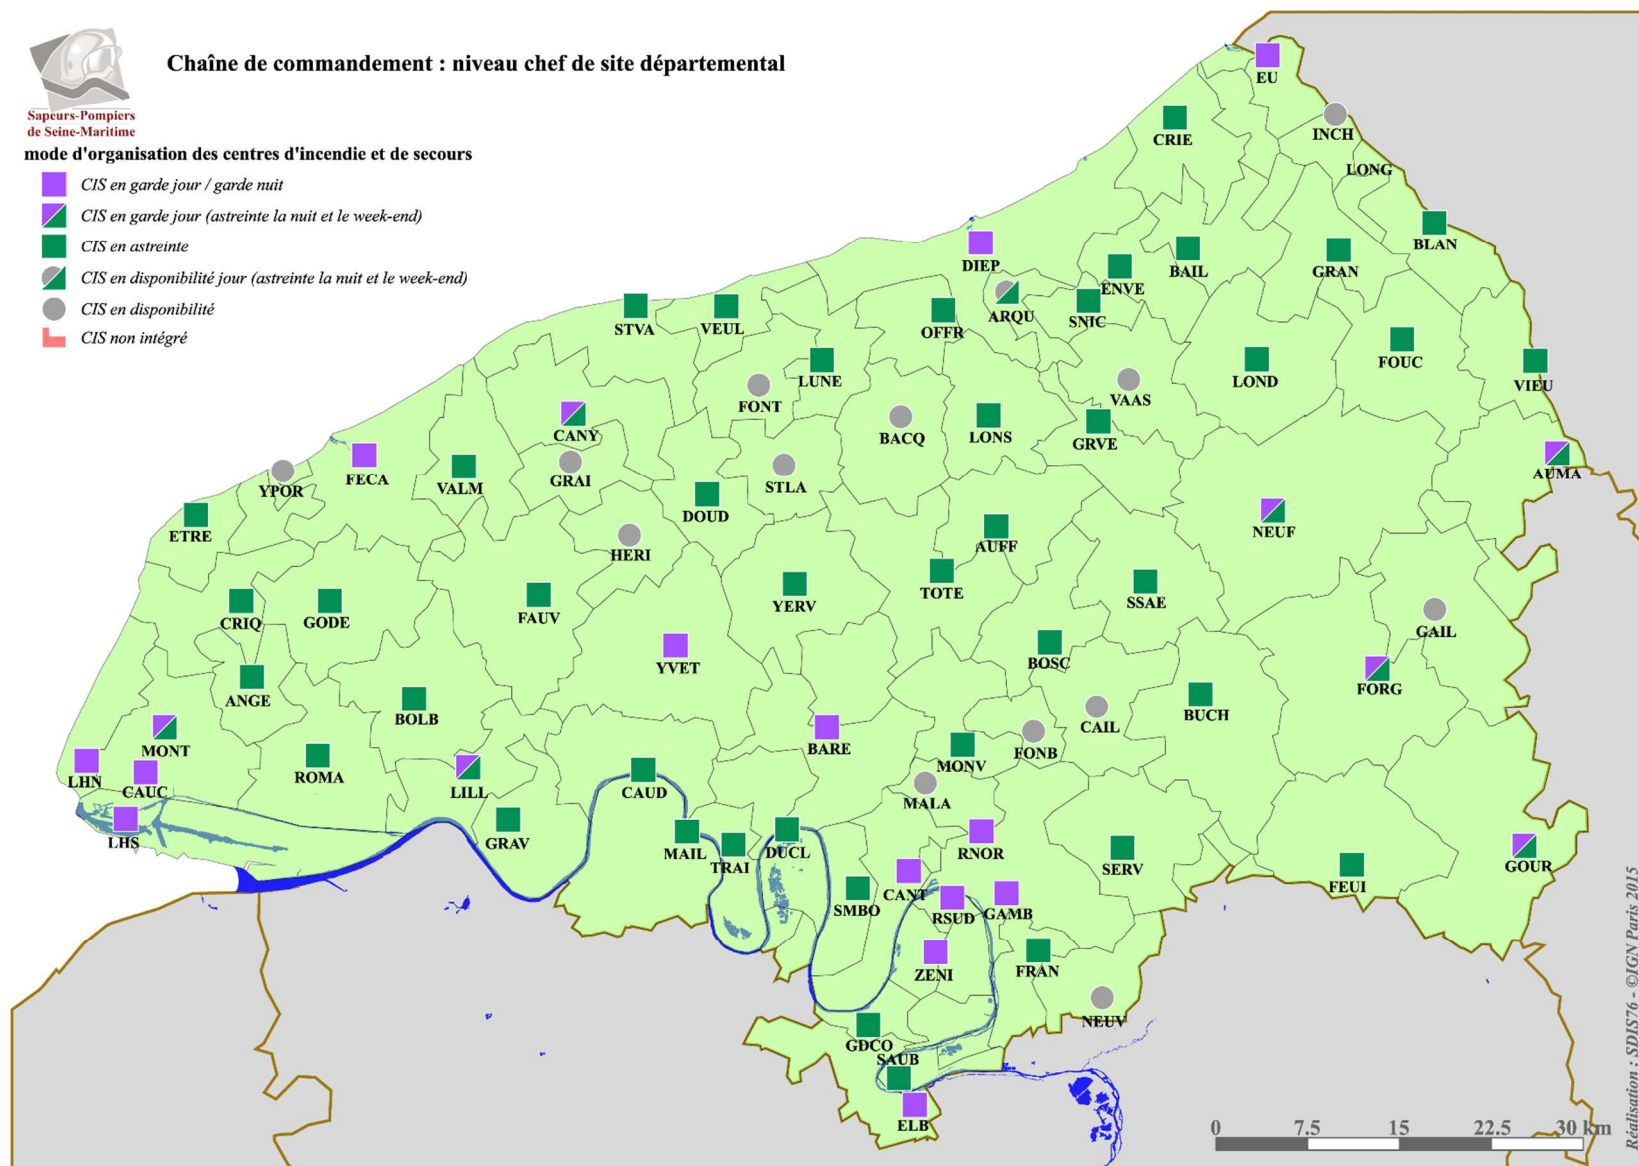 Chaîne de commandement : niveau chef de site départemental
Sapeurs-Pompiers
de Seine-Maritime
mode d'organisation des centres d'incendie et de secours
CIS en garde jour / garde nuit
CIS en garde jour (astreinte la nuit et le week-end)
CIS en astreinte
CIS en disponibilité jour (astreinte la nuit et le week-end)
CIS en disponibilité
CIS non intégré
EU
INCH
CRIE
LONG
BLAN
DIEP
BAIL
GRAN
ENVE
ARQU
SNIC
STVA
VEUL
OFFR
FOUC
LUNE
LOND
VIEU
FONT
VAAS
CANY
BACQ
LONS
GRVE
AUMA
YPOR
FECA
VALM
GRAI
STLA
DOUD
ETRE
NEUF
HERI
AUFF
TOTE
CRIQ
GODE
FAUV
YERV
SSAE
GAIL
YVET
BOSC
ANGE
FORG
BOLB
BUCH
CAIL
MONT
BARE
FONB
MONV
LHN
CAUC
ROMA
LILL
CAUD
MALA
LHS
GRAV
MAIL
TRAI
DUCL
RNOR
SERV
GOUR
FEUI
SMBO
CANT
RSUD
GAMB
ZENI
FRAN
NEUV
GDCO
SAUB
ELB
0 7.5 15 22.5 30 km
Réalisation : SDIS76 - ©IGN Paris 2015